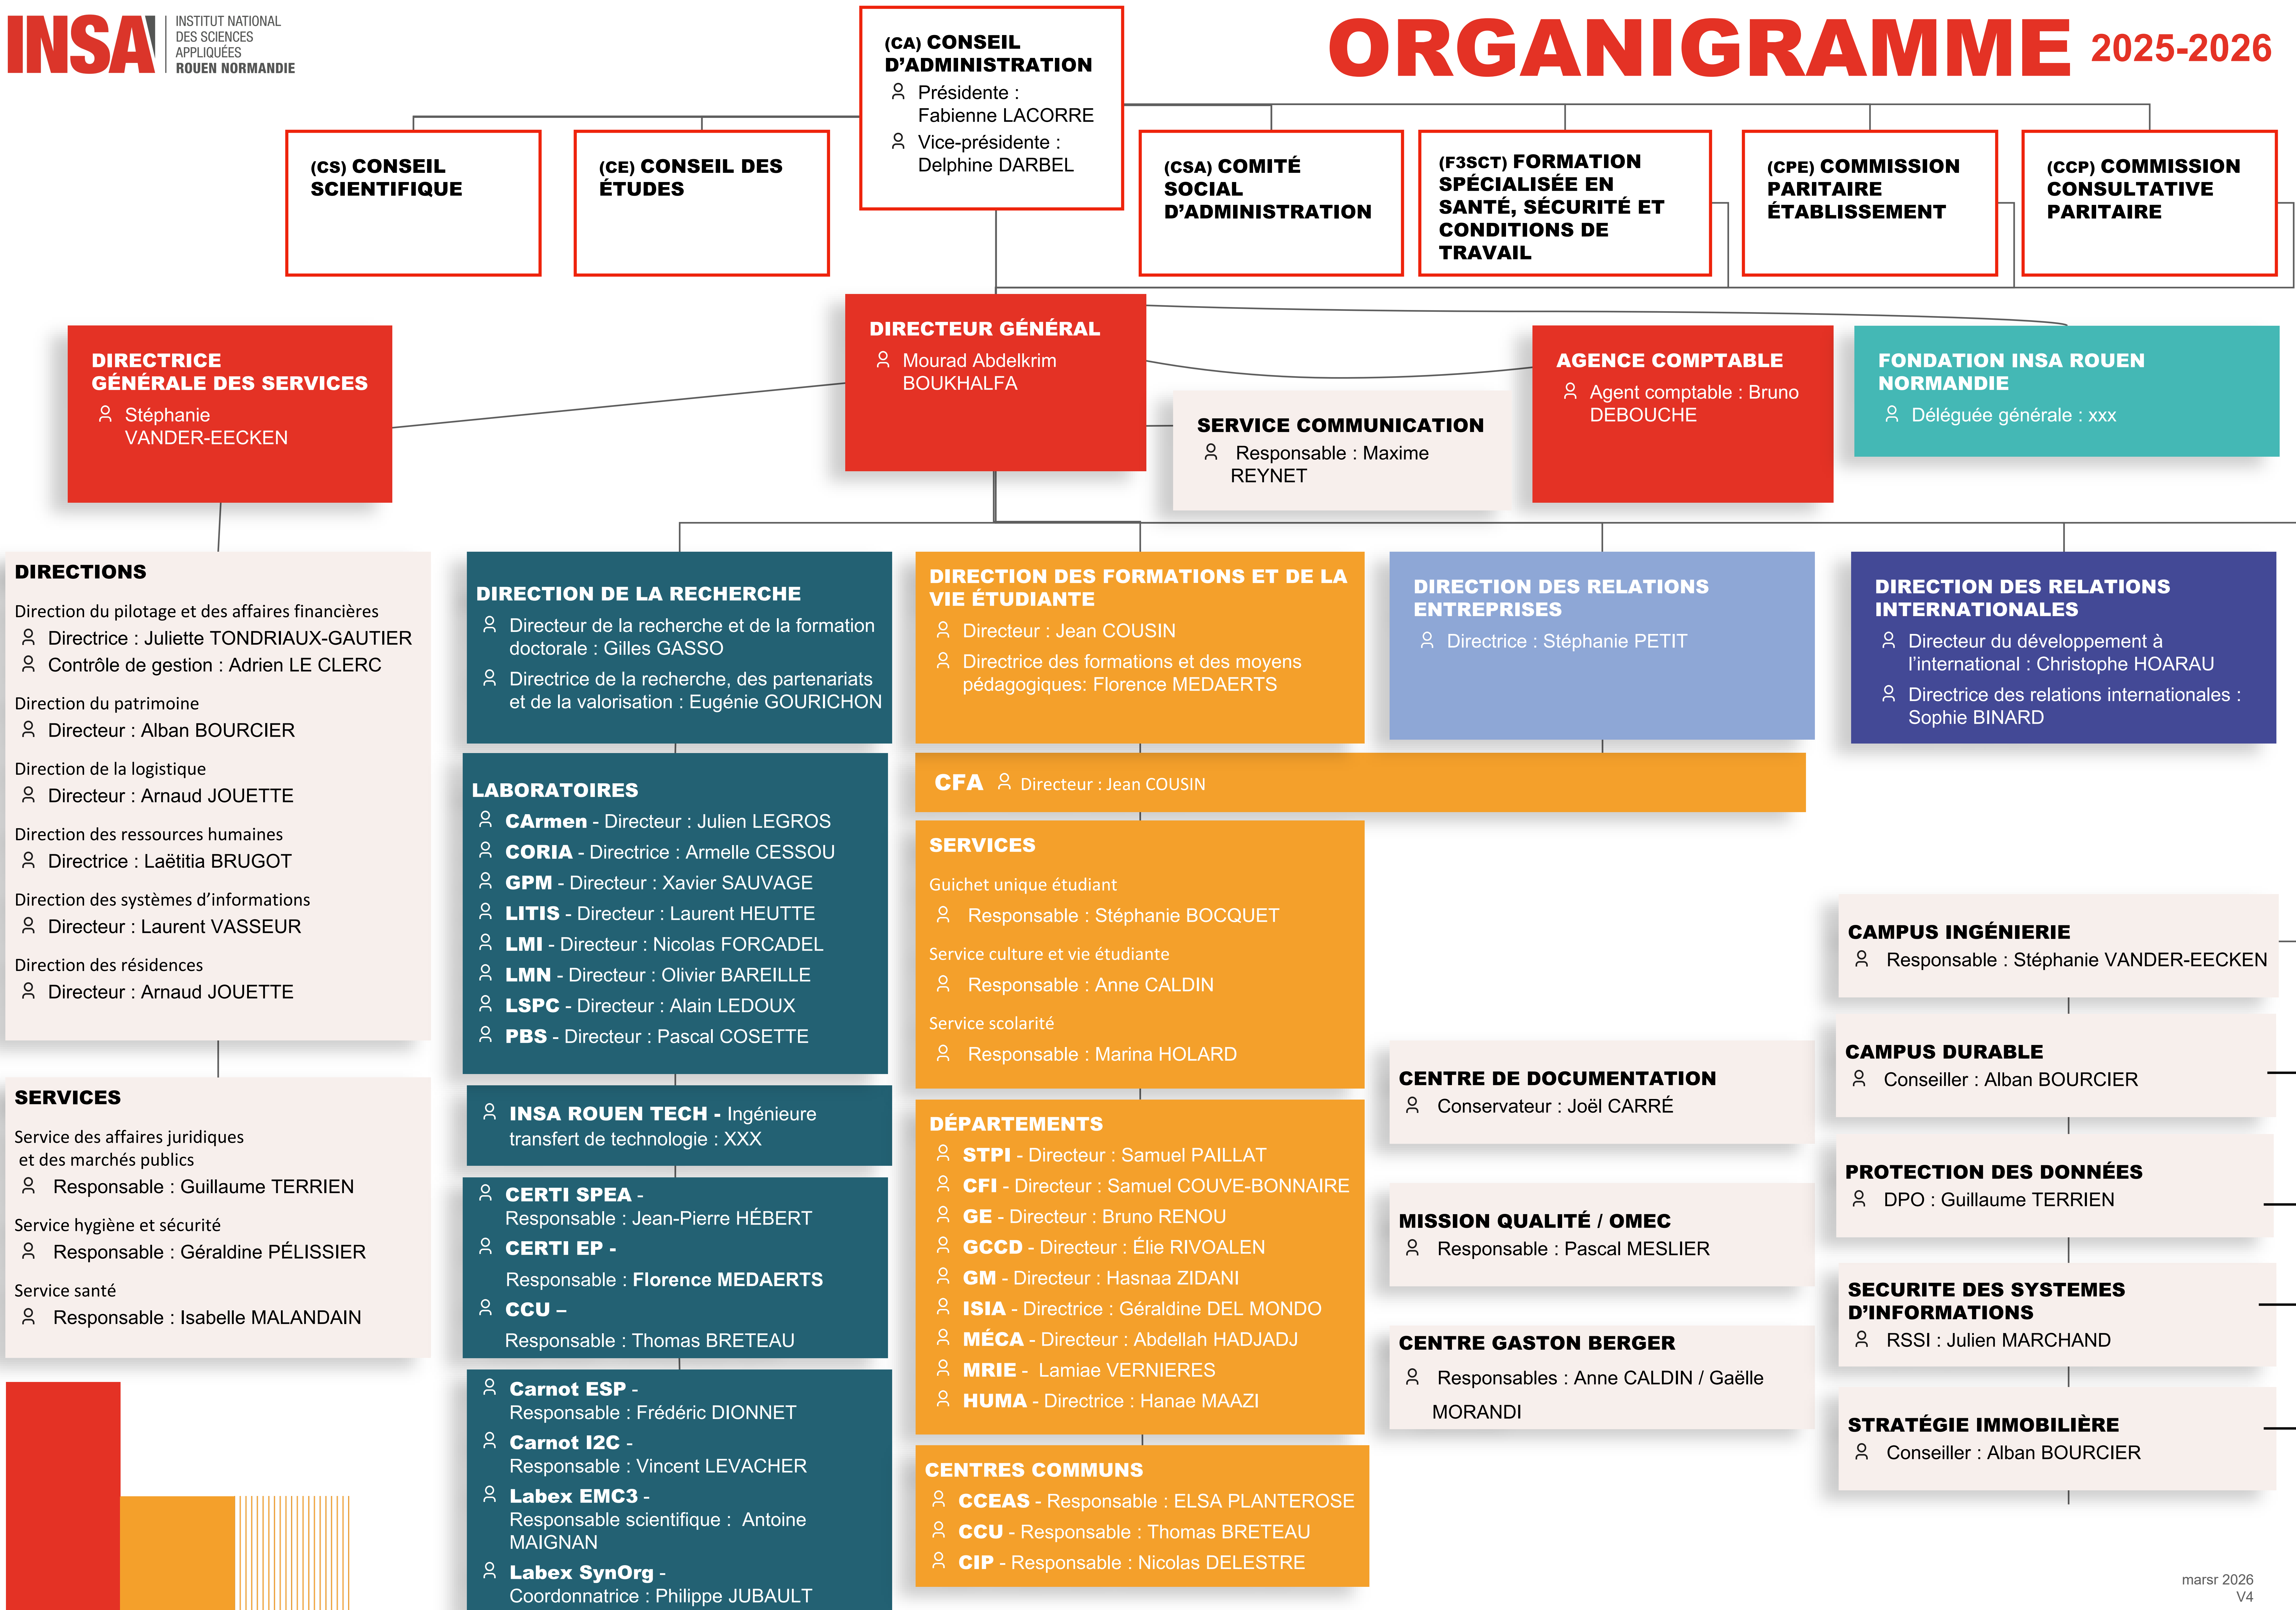 INSA
INSTITUT NATIONAL
DES SCIENCES
APPLIQUÉES
ROUEN NORMANDIE
ORGANIGRAMME 2025-2026
(CA) CONSEIL
D’ADMINISTRATION
Présidente :
Fabienne LACORRE
Vice-présidente :
Delphine DARBEL
(CS) CONSEIL
SCIENTIFIQUE
(CE) CONSEIL DES
ÉTUDES
(CSA) COMITÉ
SOCIAL
D’ADMINISTRATION
(F3SCT) FORMATION
SPÉCIALISÉE EN
SANTÉ, SÉCURITÉ ET
CONDITIONS DE
TRAVAIL
(CPE) COMMISSION
PARITAIRE
ÉTABLISSEMENT
(CCP) COMMISSION
CONSULTATIVE
PARITAIRE
DIRECTRICE
GÉNÉRALE DES SERVICES
Stéphanie
VANDER-EECKEN
DIRECTEUR GÉNÉRAL
Mourad Abdelkrim
BOUKHALFA
SERVICE COMMUNICATION
Responsable : Maxime
REYNET
AGENCE COMPTABLE
Agent comptable : Bruno
DEBOUCHE
FONDATION INSA ROUEN
NORMANDIE
Déléguée générale : xxx
DIRECTIONS
Direction du pilotage et des affaires financières
Directrice : Juliette TONDRIAUX-GAUTIER
Contrôle de gestion : Adrien LE CLERC
Direction du patrimoine
Directeur : Alban BOURCIER
Direction de la logistique
Directeur : Arnaud JOUETTE
Direction des ressources humaines
Directrice : Laëtitia BRUGOT
Direction des systèmes d’informations
Directeur : Laurent VASSEUR
Direction des résidences
Directeur : Arnaud JOUETTE
SERVICES
Service des affaires juridiques
et des marchés publics
Responsable : Guillaume TERRIEN
Service hygiène et sécurité
Responsable : Géraldine PÉLISSIER
Service santé
Responsable : Isabelle MALANDAIN
DIRECTION DE LA RECHERCHE
Directeur de la recherche et de la formation
doctorale : Gilles GASSO
Directrice de la recherche, des partenariats
et de la valorisation : Eugénie GOURICHON
LABORATOIRES
CArmen - Directeur : Julien LEGROS
CORIA - Directrice : Armelle CESSOU
GPM - Directeur : Xavier SAUVAGE
LITIS - Directeur : Laurent HEUTTE
LMI - Directeur : Nicolas FORCADEL
LMN - Directeur : Olivier BAREILLE
LSPC - Directeur : Alain LEDOUX
PBS - Directeur : Pascal COSETTE
INSA ROUEN TECH - Ingénieure
transfert de technologie : XXX
CERTI SPEA -
Responsable : Jean-Pierre HÉBERT
CERTI EP -
Responsable : Florence MEDAERTS
CCU –
Responsable : Thomas BRETEAU
Carnot ESP -
Responsable : Frédéric DIONNET
Carnot I2C -
Responsable : Vincent LEVACHER
Labex EMC3 -
Responsable scientifique : Antoine
MAIGNAN
Labex SynOrg -
Coordonnatrice : Philippe JUBAULT
DIRECTION DES FORMATIONS ET DE LA
VIE ÉTUDIANTE
Directeur : Jean COUSIN
Directrice des formations et des moyens
pédagogiques: Florence MEDAERTS
CFA Directeur : Jean COUSIN
SERVICES
Guichet unique étudiant
Responsable : Stéphanie BOCQUET
Service culture et vie étudiante
Responsable : Anne CALDIN
Service scolarité
Responsable : Marina HOLARD
DÉPARTEMENTS
STPI - Directeur : Samuel PAILLAT
CFI - Directeur : Samuel COUVE-BONNAIRE
GE - Directeur : Bruno RENOU
GCCD - Directeur : Élie RIVOALEN
GM - Directeur : Hasnaa ZIDANI
ISIA - Directrice : Géraldine DEL MONDO
MÉCA - Directeur : Abdellah HADJADJ
MRIE - Lamiae VERNIERES
HUMA - Directrice : Hanae MAAZI
CENTRES COMMUNS
CCEAS - Responsable : ELSA PLANTEROSE
CCU - Responsable : Thomas BRETEAU
CIP - Responsable : Nicolas DELESTRE
DIRECTION DES RELATIONS
ENTREPRISES
Directrice : Stéphanie PETIT
DIRECTION DES RELATIONS
INTERNATIONALES
Directeur du développement à
l’international : Christophe HOARAU
Directrice des relations internationales :
Sophie BINARD
CENTRE DE DOCUMENTATION
Conservateur : Joël CARRÉ
MISSION QUALITÉ / OMEC
Responsable : Pascal MESLIER
CENTRE GASTON BERGER
Responsables : Anne CALDIN / Gaëlle
MORANDI
CAMPUS INGÉNIERIE
Responsable : Stéphanie VANDER-EECKEN
CAMPUS DURABLE
Conseiller : Alban BOURCIER
PROTECTION DES DONNÉES
DPO : Guillaume TERRIEN
SECURITE DES SYSTEMES
D’INFORMATIONS
RSSI : Julien MARCHAND
STRATÉGIE IMMOBILIÈRE
Conseiller : Alban BOURCIER
marsr 2026
V4